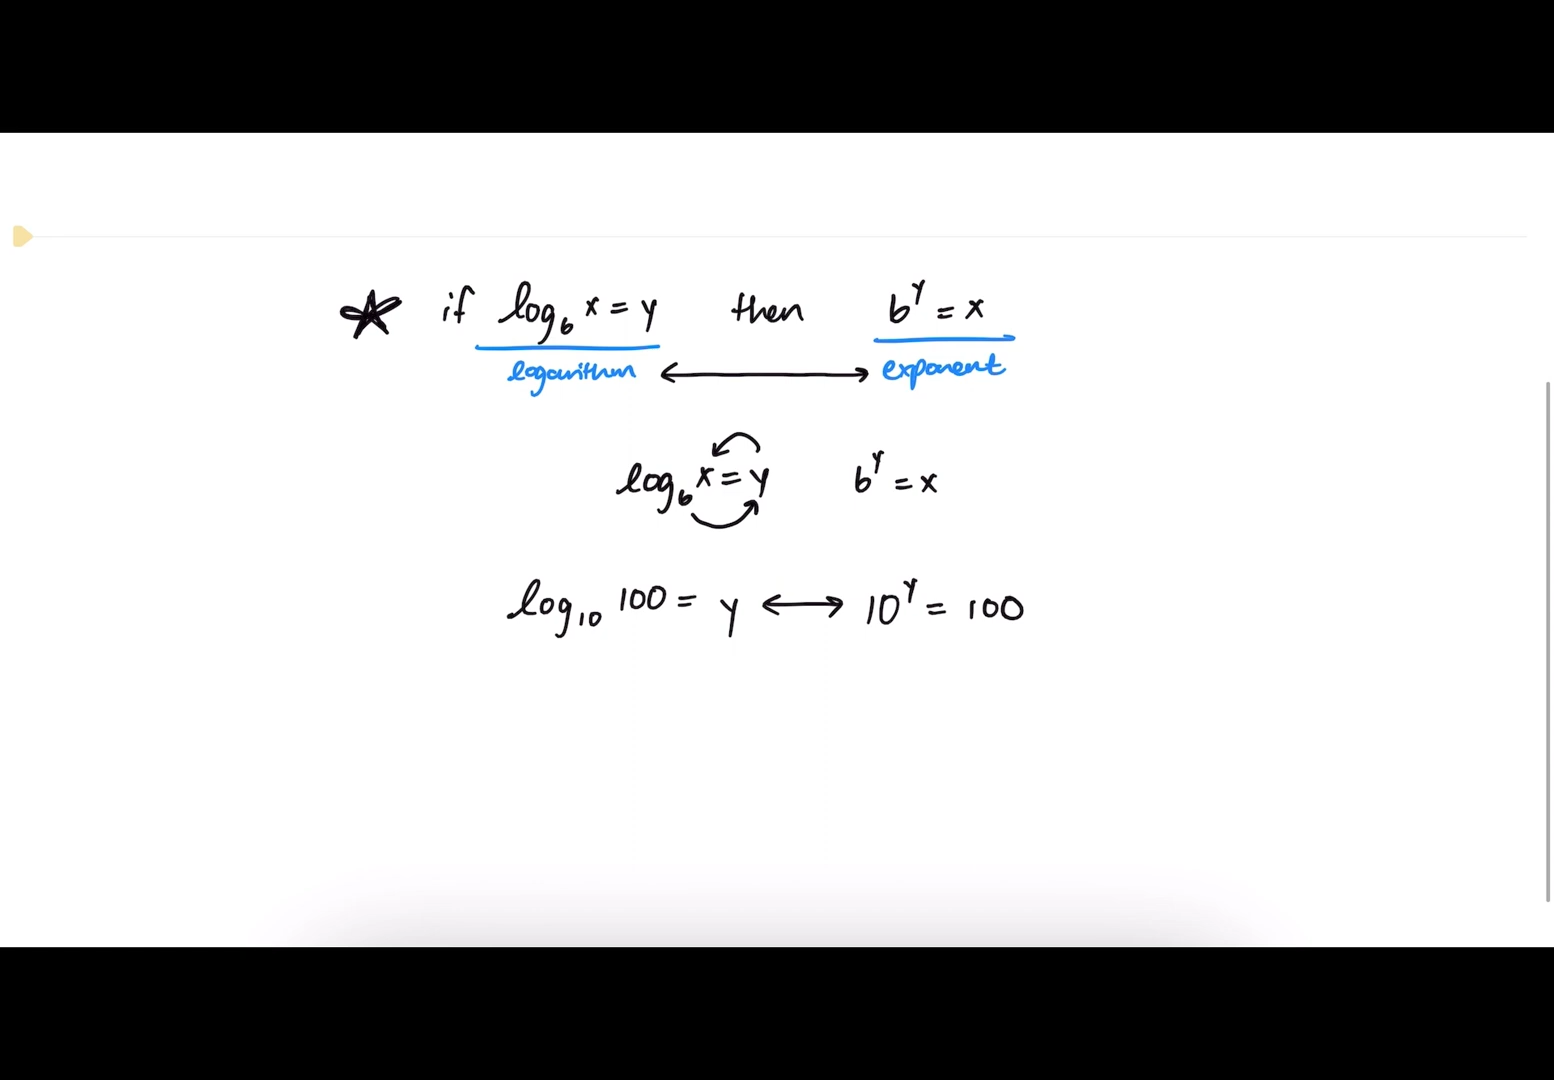 if log_b x = y then b^y = x
logarithm ⟷ exponent
log_b x = y b^y = x
log_10 100 = y ⟷ 10^y = 100